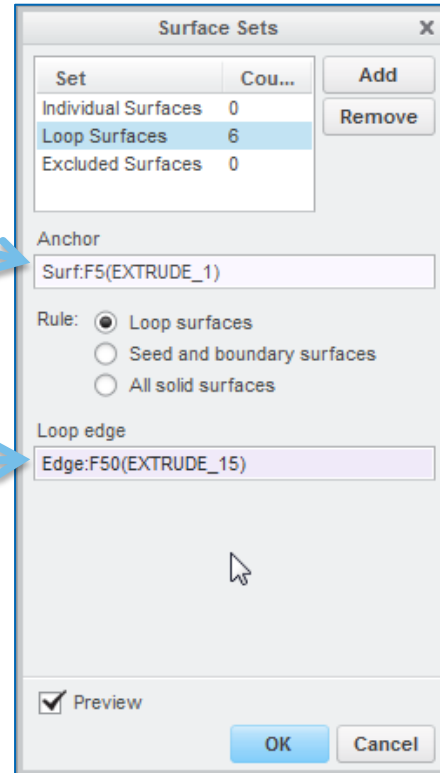 Surface Sets x
Set Cou... Add
Individual Surfaces 0 Remove
Loop Surfaces 6
Excluded Surfaces 0
Anchor
Surf:F5(EXTRUDE_1)
Rule: Loop surfaces
Seed and boundary surfaces
All solid surfaces
Loop edge
Edge:F50(EXTRUDE_15)
Preview
OK Cancel